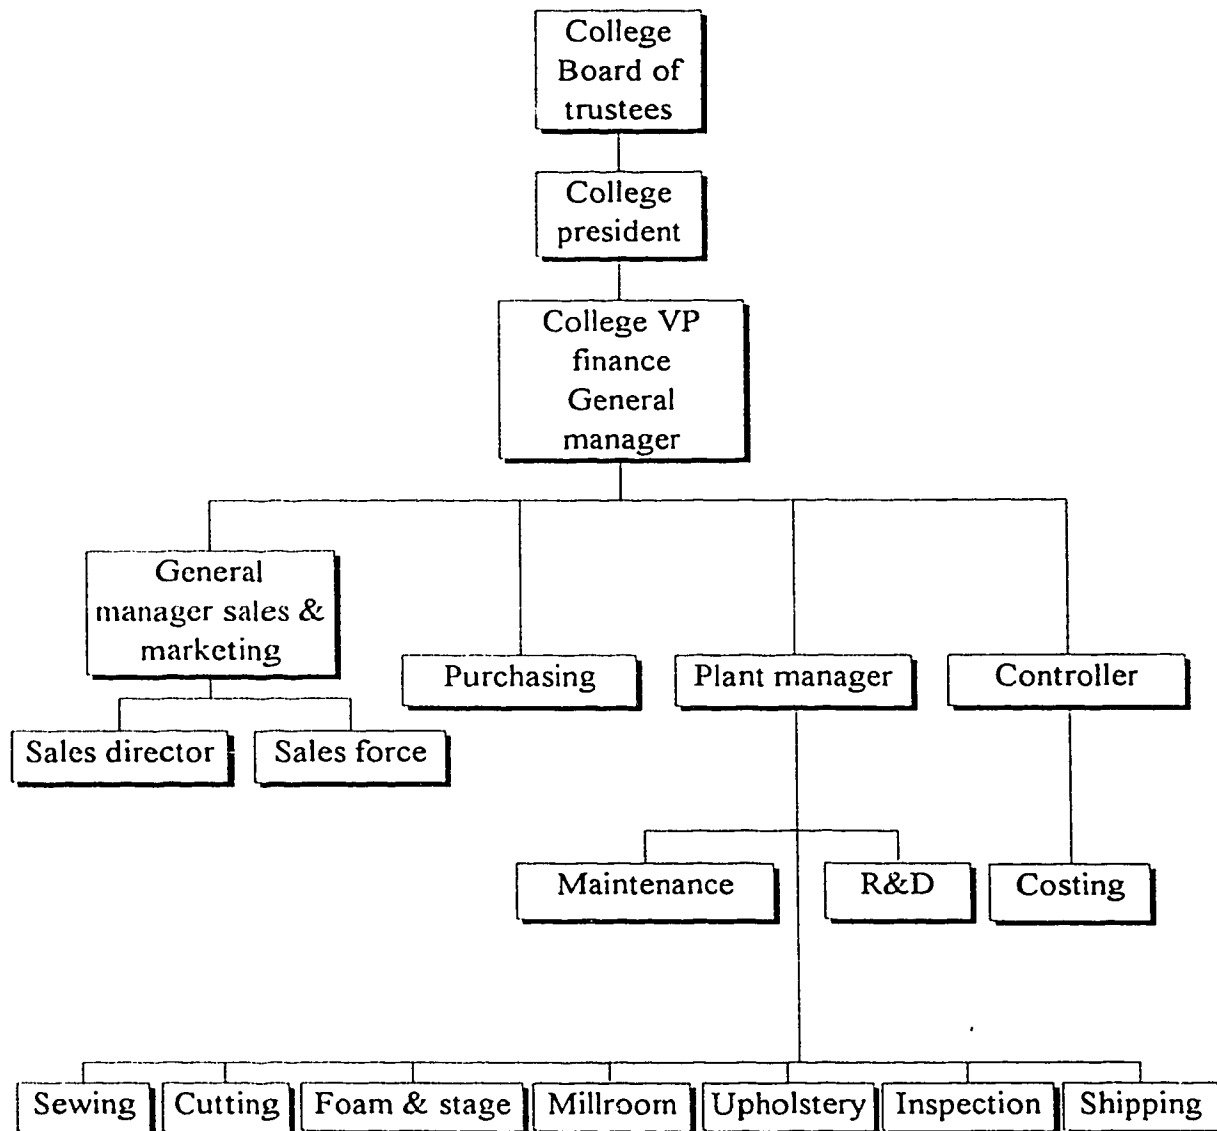 College
Board of
trustees
College
president
College VP
finance
General
manager
General
manager sales &
marketing
Purchasing
Plant manager
Controller
Sales director
Sales force
Maintenance
R&D
Costing
Sewing
Cutting
Foam & stage
Millroom
Upholstery
Inspection
Shipping